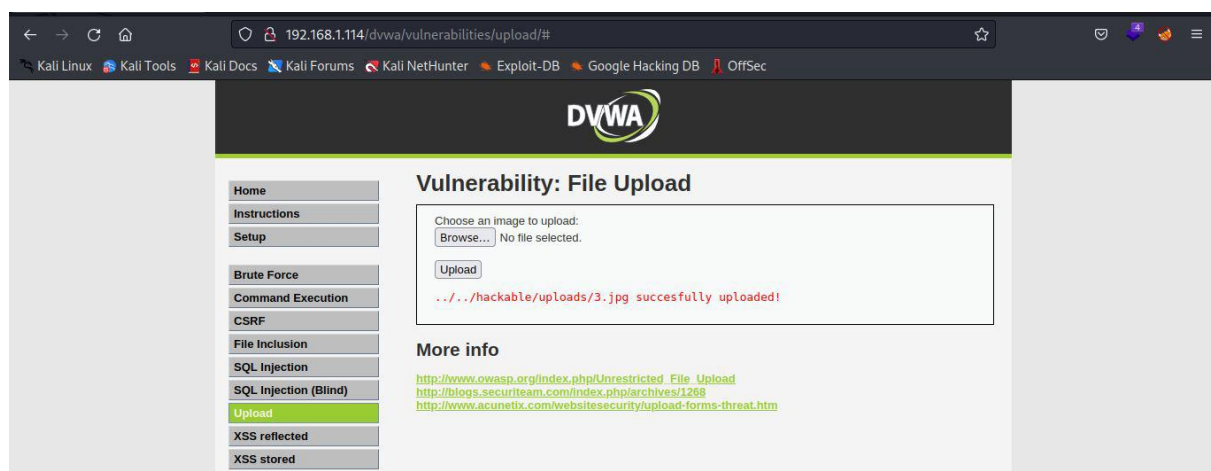 192.168.1.114/dvwa/vulnerabilities/upload/#
4
Kali Linux Kali Tools Kali Docs Kali Forums Kali NetHunter Exploit-DB Google Hacking DB OffSec
DVWA
Home
Instructions
Setup
Brute Force
Command Execution
CSRF
File Inclusion
SQL Injection
SQL Injection (Blind)
Upload
XSS reflected
XSS stored
Vulnerability: File Upload
Choose an image to upload:
Browse... No file selected.
Upload
../../hackable/uploads/3.jpg succesfully uploaded!
More info
http://www.owasp.org/index.php/Unrestricted_File_Upload
http://blogs.securiteam.com/index.php/archives/1268
http://www.acunetix.com/websitesecurity/upload-forms-threat.htm